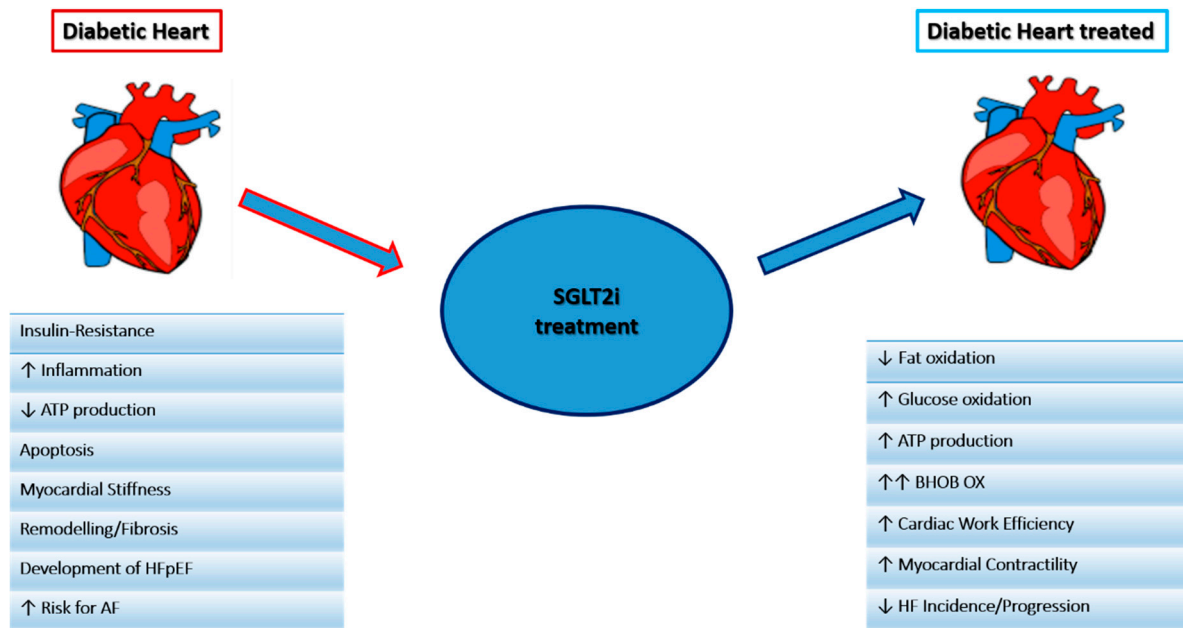 Diabetic Heart
Diabetic Heart treated
SGLT2i
treatment
Insulin-Resistance
↑ Inflammation
↓ ATP production
Apoptosis
Myocardial Stiffness
Remodelling/Fibrosis
Development of HFpEF
↑ Risk for AF
↓ Fat oxidation
↑ Glucose oxidation
↑ ATP production
↑↑ BHOB OX
↑ Cardiac Work Efficiency
↑ Myocardial Contractility
↓ HF Incidence/Progression